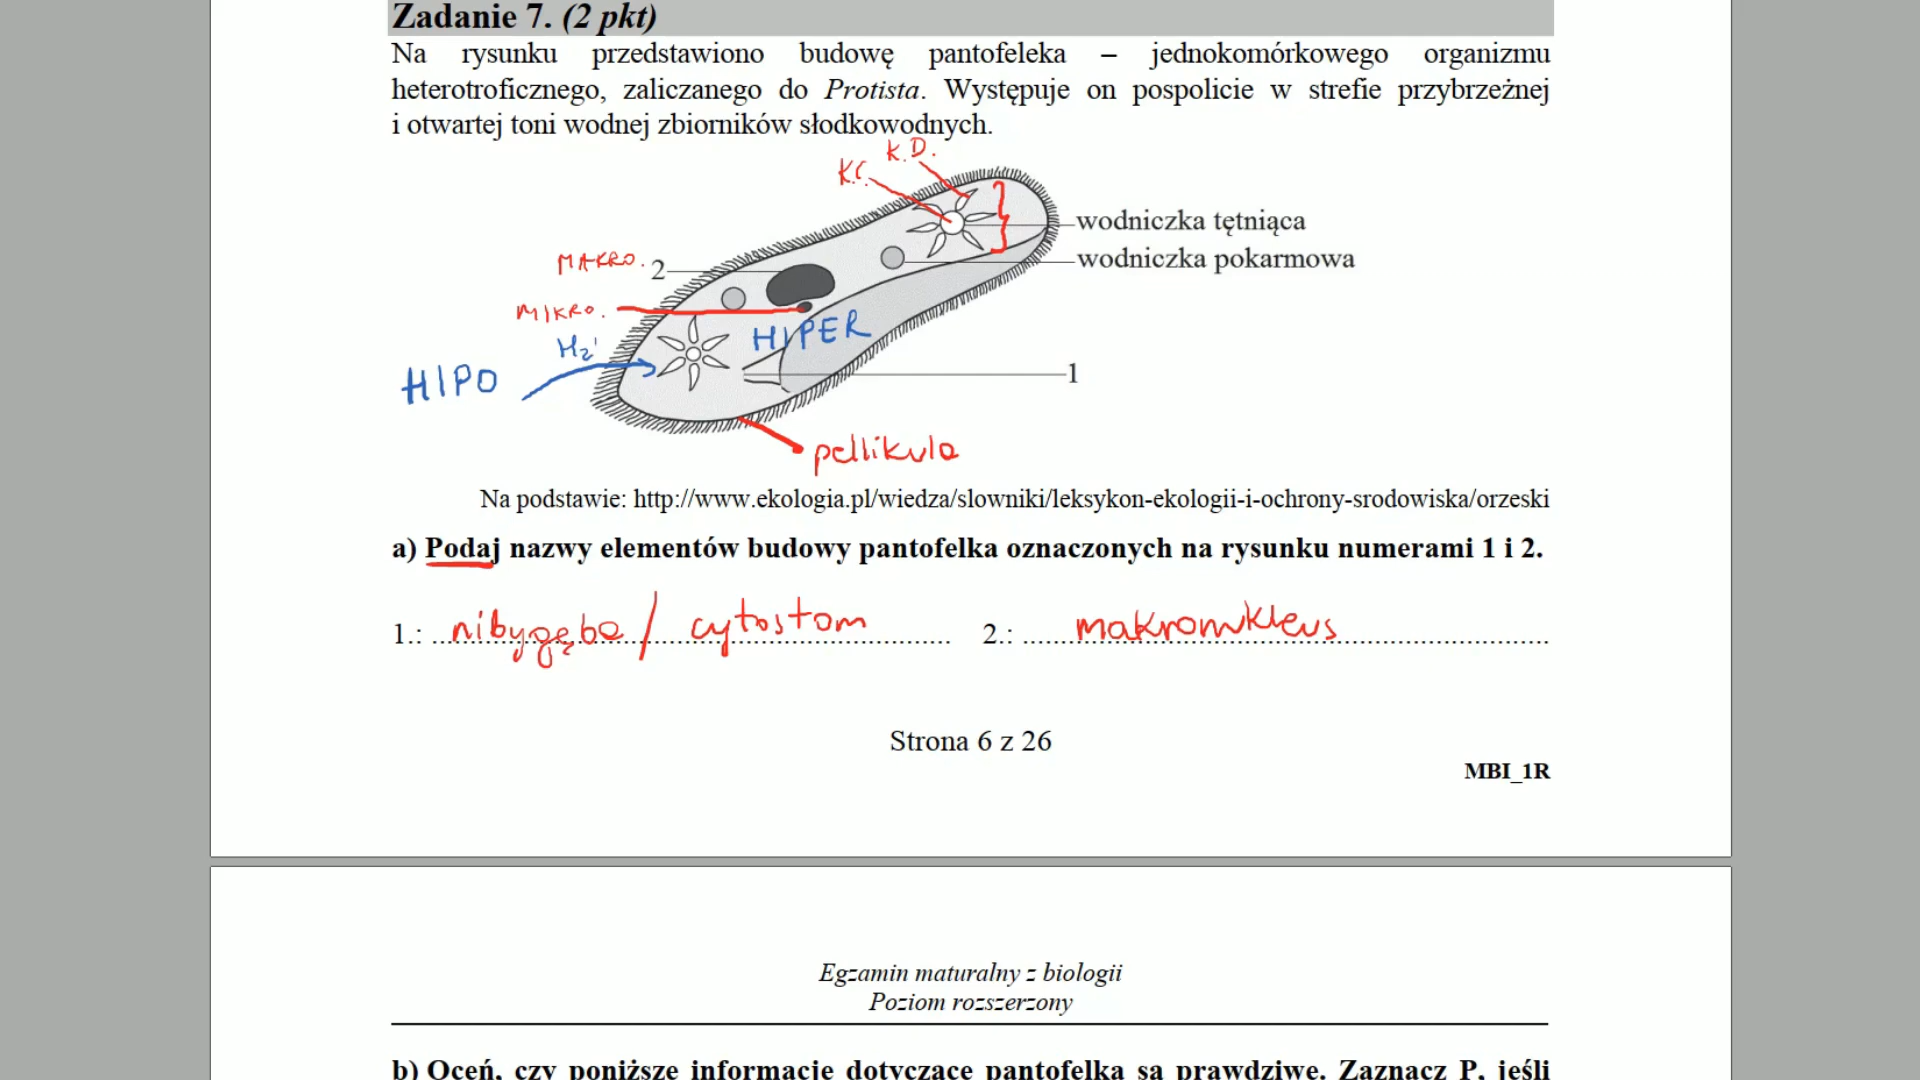 Zadanie 7. (2 pkt)
Na rysunku przedstawiono budowę pantofeleka – jednokomórkowego organizmu
heterotroficznego, zaliczanego do Protista. Występuje on pospolicie w strefie przybrzeżnej
i otwartej toni wodnej zbiorników słodkowodnych.
K.D.
K.C.
wodniczka tętniąca
wodniczka pokarmowa
MAKRO. 2
MIKRO.
HIPER
HIPO
1
pellikula
Na podstawie: http://www.ekologia.pl/wiedza/slowniki/leksykon-ekologii-i-ochrony-srodowiska/orzeski
a) Podaj nazwy elementów budowy pantofelka oznaczonych na rysunku numerami 1 i 2.
1.: nibygęba / cytostom 2.: makronukleus
Strona 6 z 26
MBI_1R
Egzamin maturalny z biologii
Poziom rozszerzony
b) Oceń, czy poniższe informacje dotyczące pantofelka są prawdziwe. Zaznacz P, jeśli